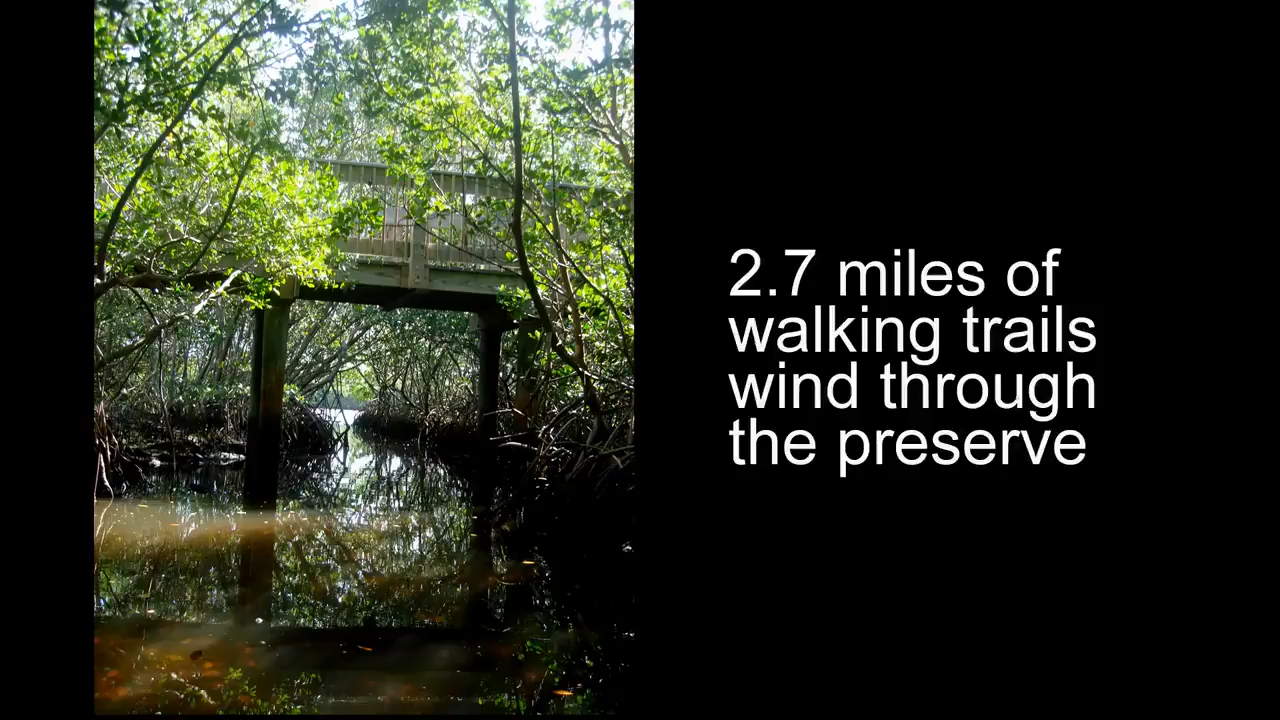 2.7 miles of
walking trails
wind through
the preserve